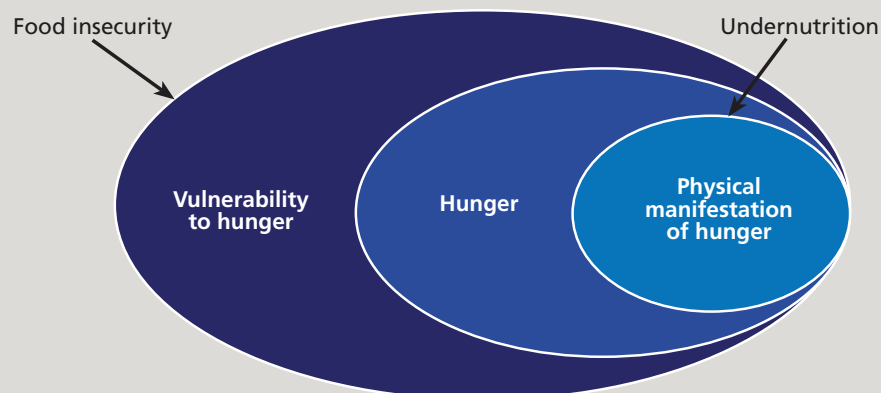 Food insecurity
Undernutrition
Vulnerability
to hunger
Hunger
Physical
manifestation
of hunger